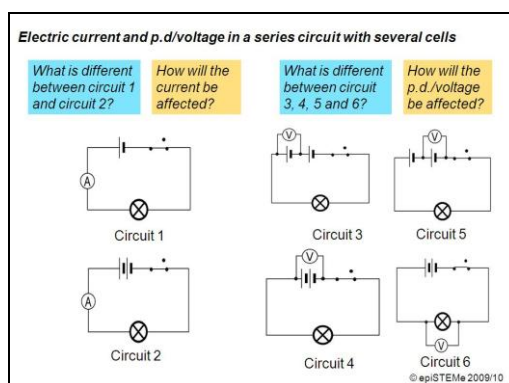 Electric current and p.d/voltage in a series circuit with several cells
What is different
between circuit 1
and circuit 2?
How will the
current be
affected?
What is different
between circuit
3, 4, 5 and 6?
How will the
p.d./voltage
be affected?
A
Circuit 1
V
Circuit 3
V
Circuit 5
A
Circuit 2
V
Circuit 4
V
Circuit 6
© epiSTEMe 2009/10